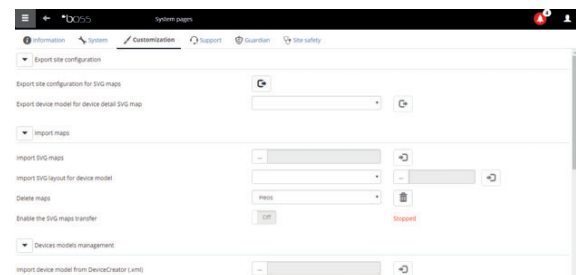 boss System pages
Information System Customization Support Guardian Site safety
Export site configuration
Export site configuration for SVG maps
Export device model for device detail SVG map
Import maps
Import SVG maps ...
Import SVG layout for device model ...
Delete maps
Enable the SVG maps transfer Off Stopped
Devices models management
Import device model from DeviceCreator (.xml) ...